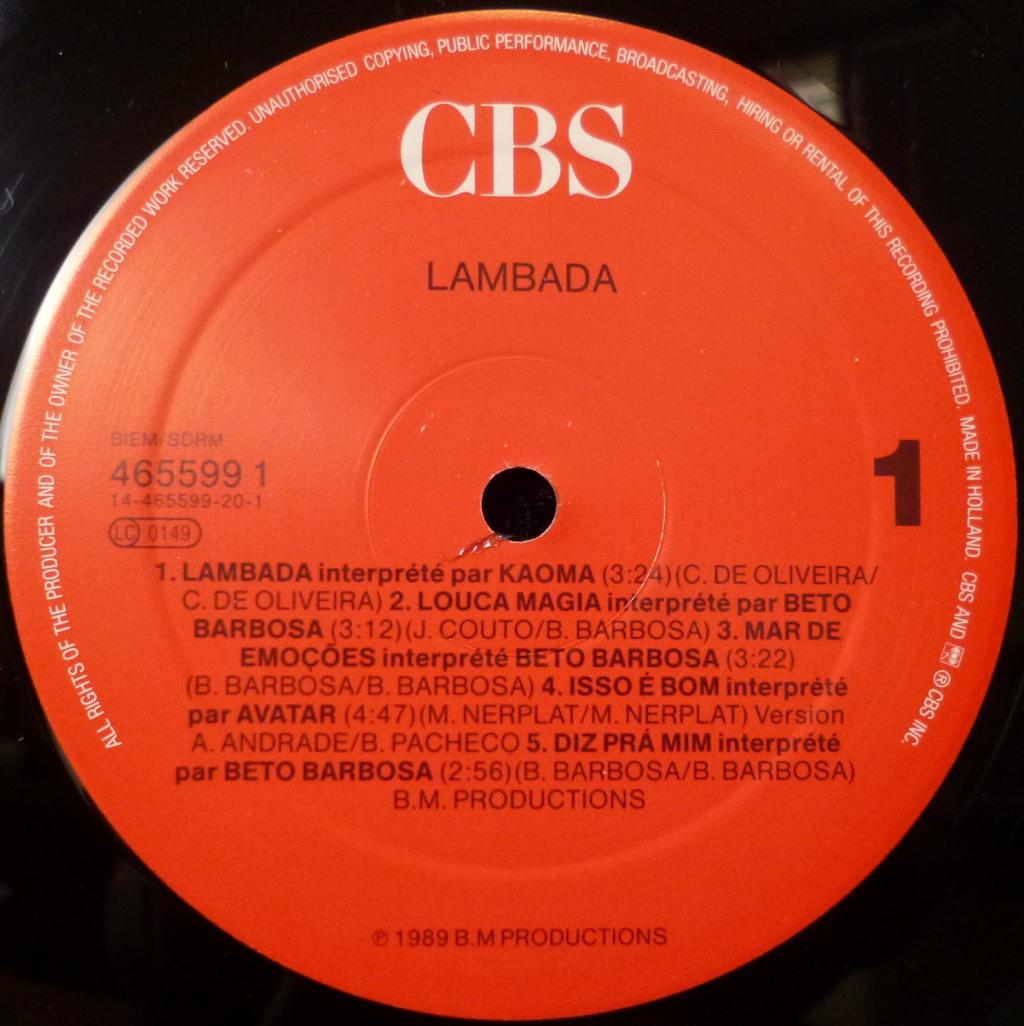 ALL RIGHTS OF THE PRODUCER AND OF THE OWNER OF THE RECORDED WORK RESERVED. UNAUTHORISED COPYING, PUBLIC PERFORMANCE, BROADCASTING, HIRING OR RENTAL OF THIS RECORDING PROHIBITED. MADE IN HOLLAND. CBS AND ℗ CBS INC.
CBS
LAMBADA
BIEM/SDRM
465599 1
14-465599-20-1
LC 0149
1
1. LAMBADA interprété par KAOMA (3:24)(C. DE OLIVEIRA/
C. DE OLIVEIRA) 2. LOUCA MAGIA interprété par BETO
BARBOSA (3:12)(J. COUTO/B. BARBOSA) 3. MAR DE
EMOÇÕES interprété BETO BARBOSA (3:22)
(B. BARBOSA/B. BARBOSA) 4. ISSO É BOM interprété
par AVATAR (4:47)(M. NERPLAT/M. NERPLAT) Version
A. ANDRADE/B. PACHECO 5. DIZ PRÁ MIM interprété
par BETO BARBOSA (2:56)(B. BARBOSA/B. BARBOSA)
B.M. PRODUCTIONS
℗ 1989 B.M PRODUCTIONS